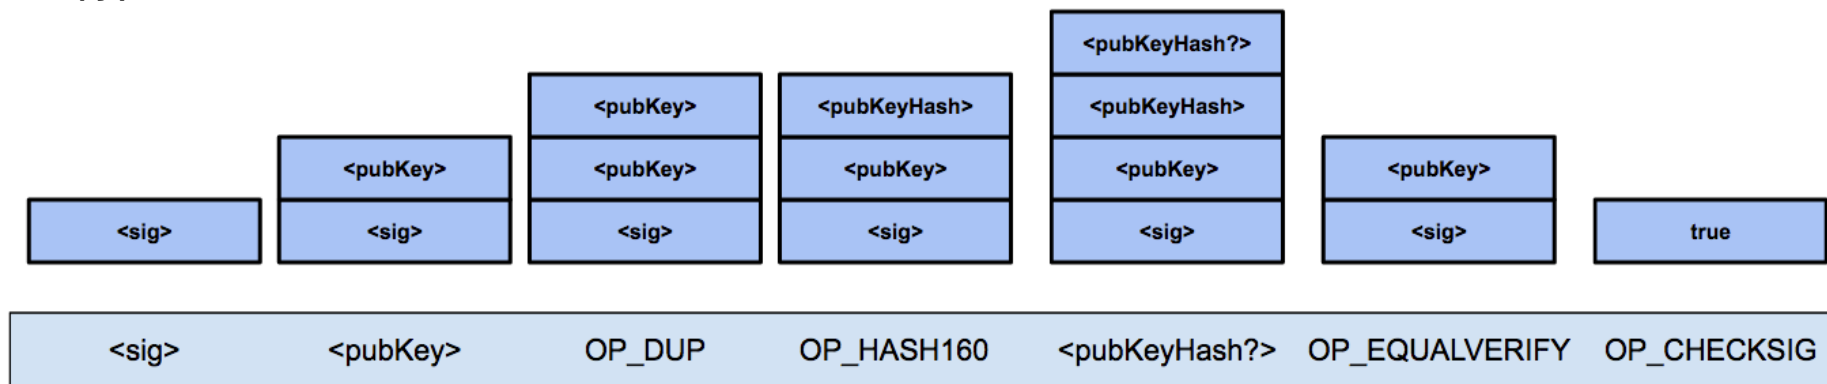 <pubKeyHash?>
<pubKey> <pubKeyHash> <pubKeyHash>
<pubKey> <pubKey> <pubKey> <pubKey> <pubKey>
<sig> <sig> <sig> <sig> <sig> <sig> true
<sig> <pubKey> OP_DUP OP_HASH160 <pubKeyHash?> OP_EQUALVERIFY OP_CHECKSIG